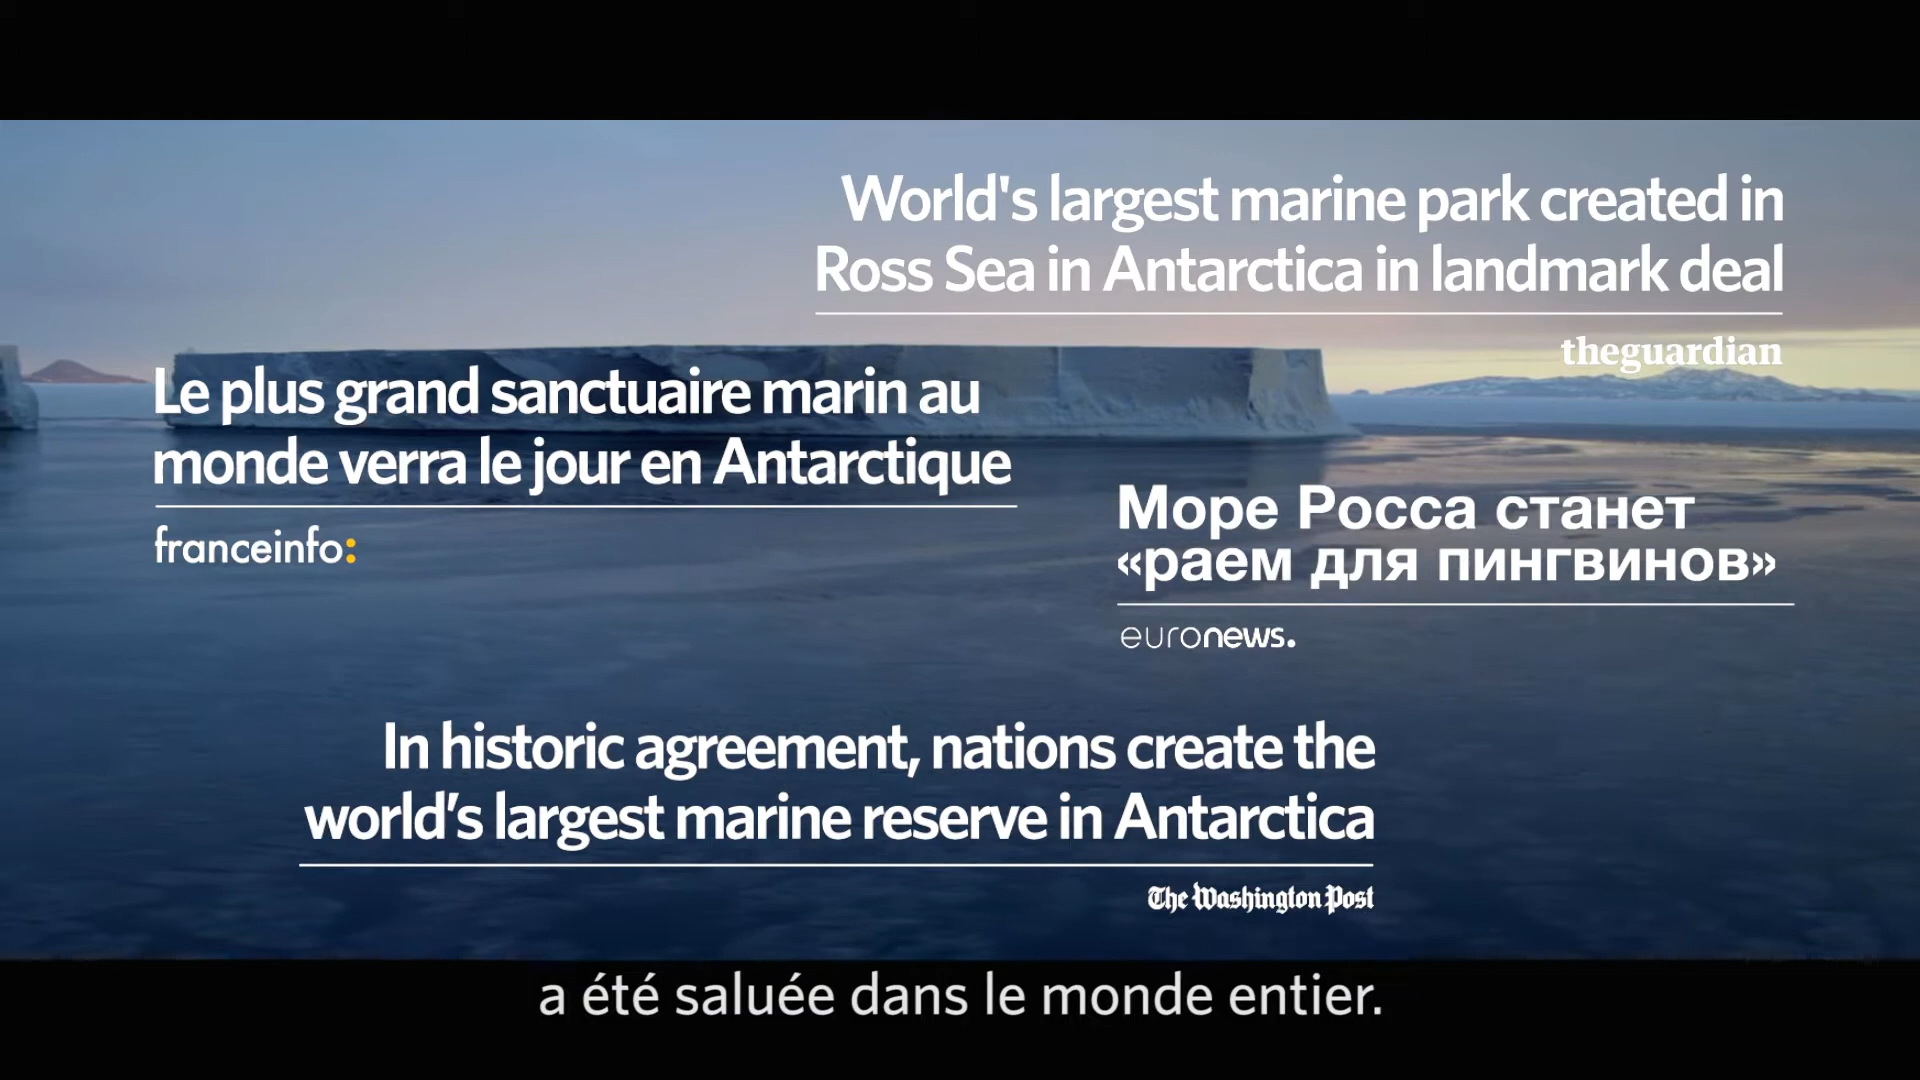 World's largest marine park created in
Ross Sea in Antarctica in landmark deal
theguardian
Le plus grand sanctuaire marin au
monde verra le jour en Antarctique
franceinfo:
Море Росса станет
«раем для пингвинов»
euronews.
In historic agreement, nations create the
world’s largest marine reserve in Antarctica
The Washington Post
a été saluée dans le monde entier.